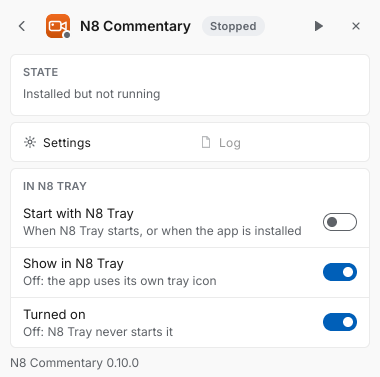 N8 Commentary Stopped
STATE
Installed but not running
Settings Log
IN N8 TRAY
Start with N8 Tray
When N8 Tray starts, or when the app is installed
Show in N8 Tray
Off: the app uses its own tray icon
Turned on
Off: N8 Tray never starts it
N8 Commentary 0.10.0